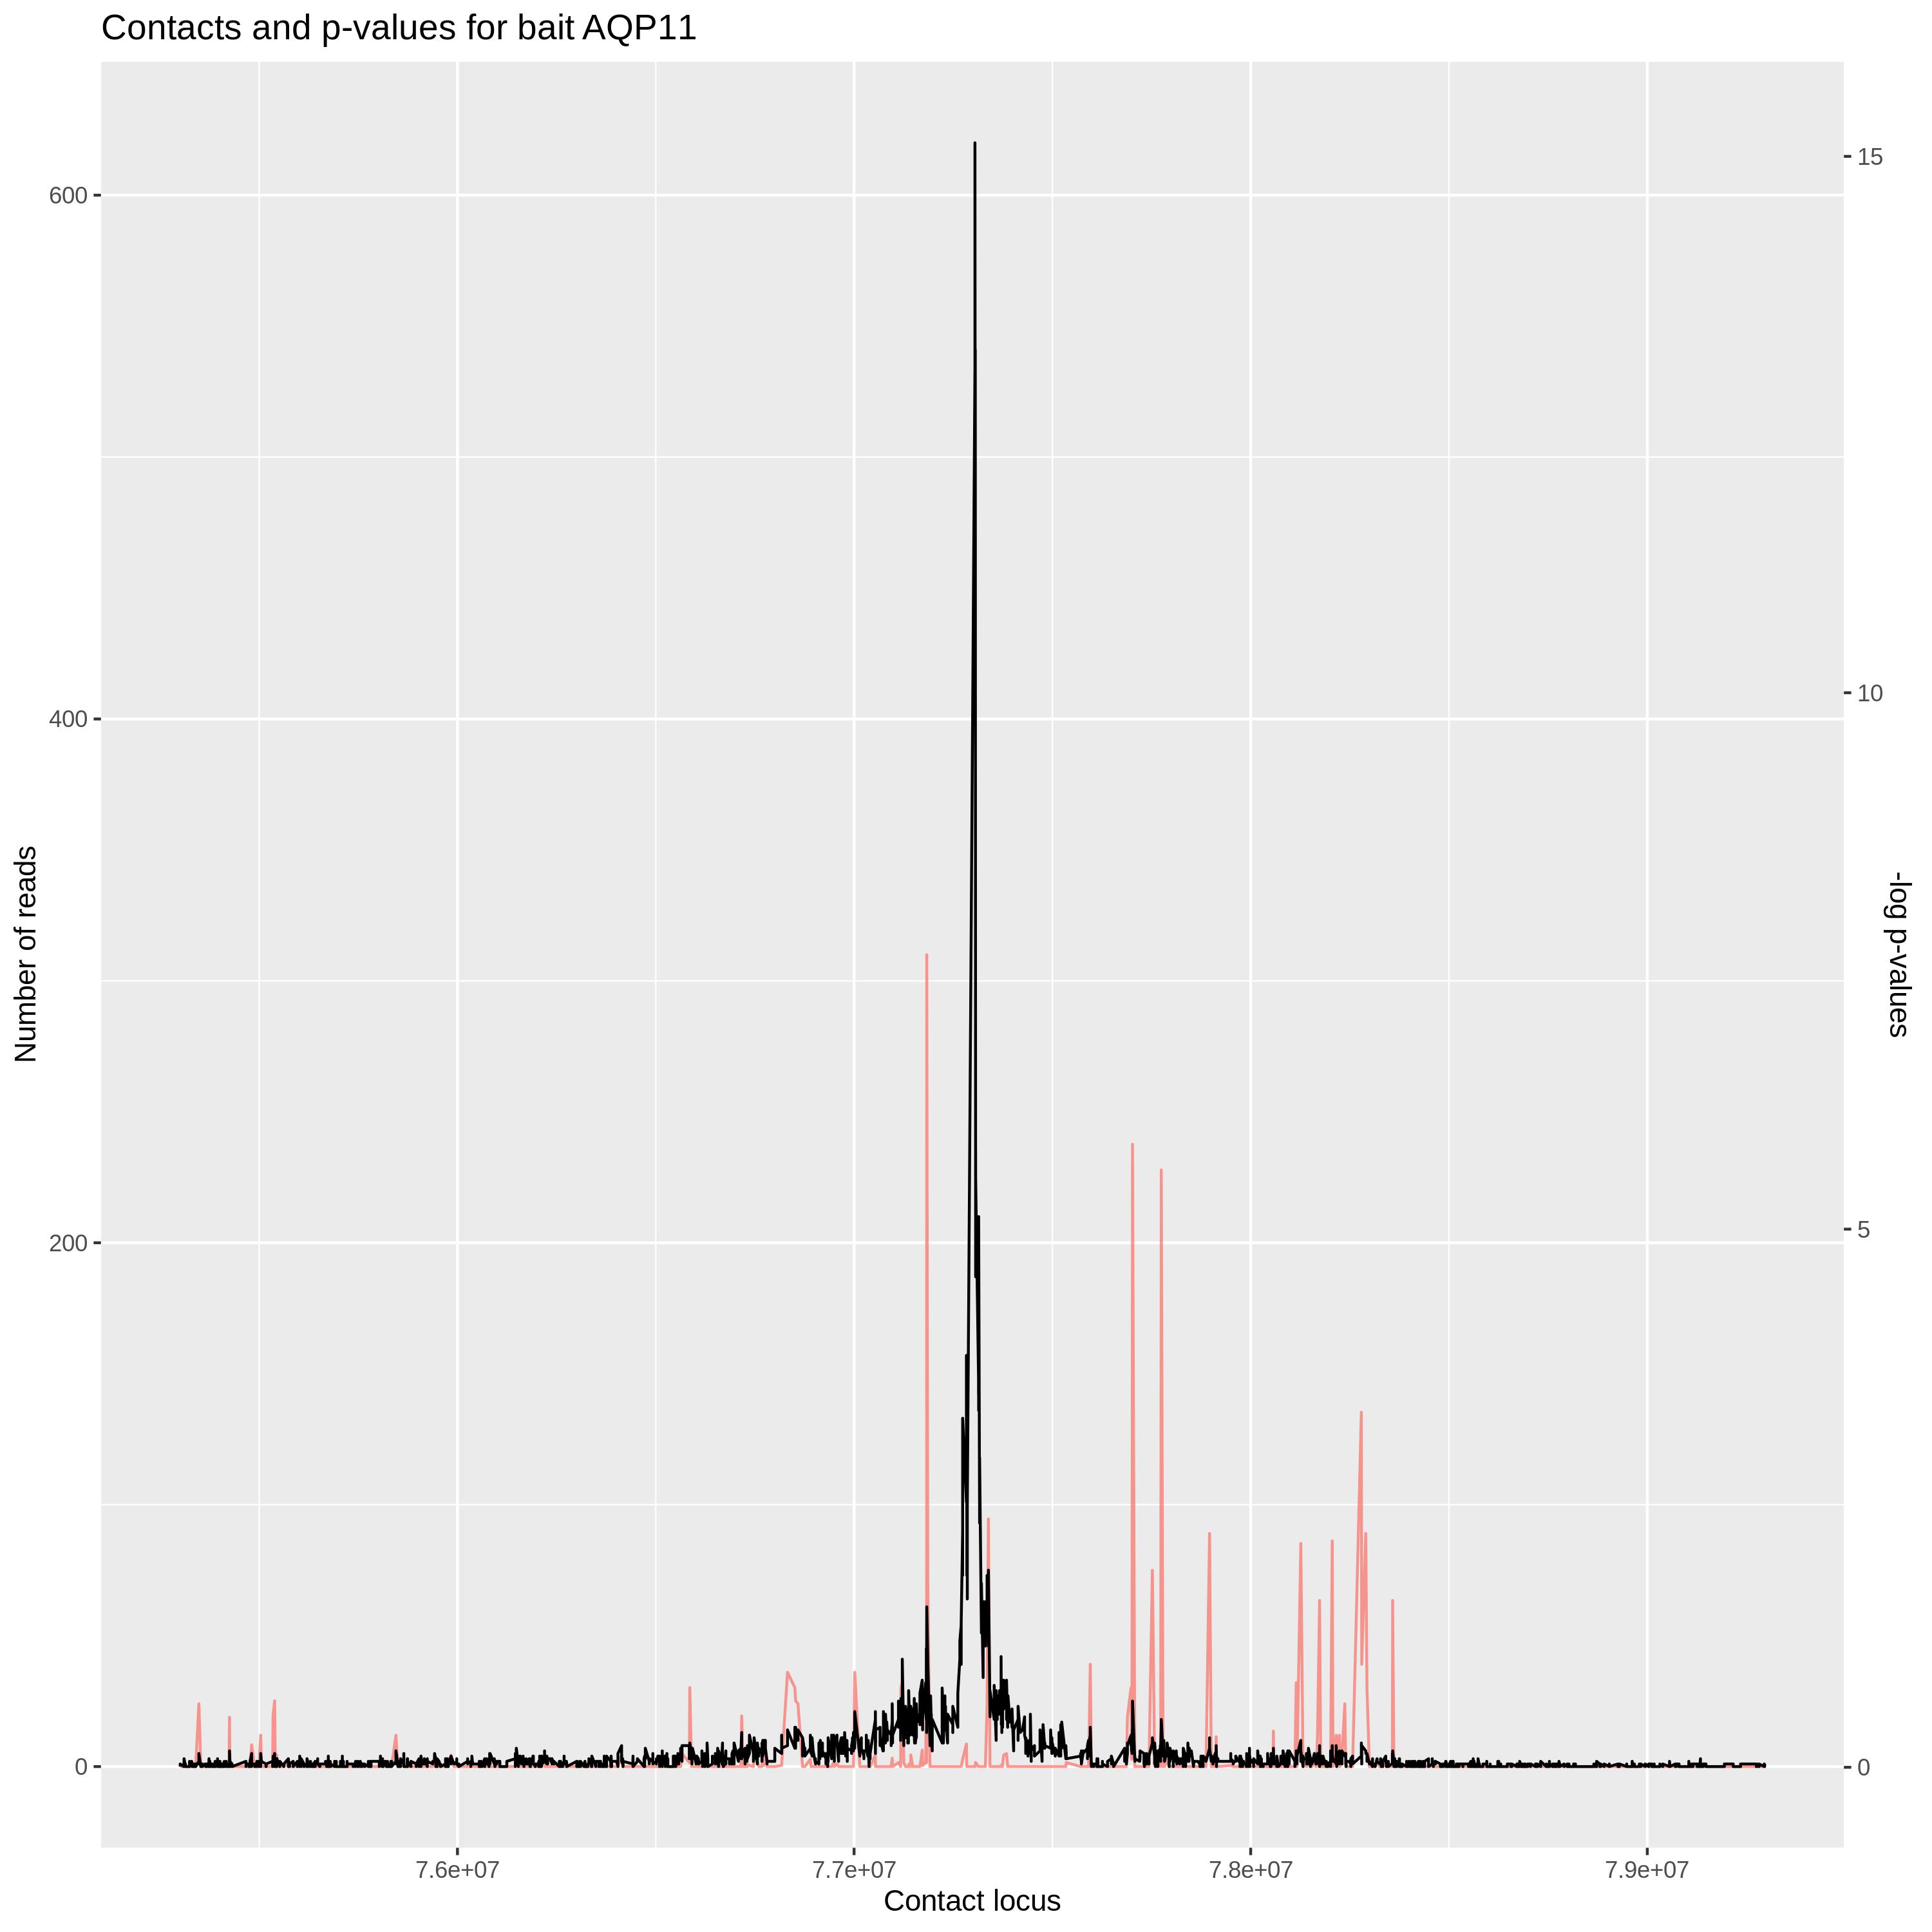 Contacts and p-values for bait AQP11
600
400
200
0
15
10
5
0
Number of reads
-log p-values
7.6e+07
7.7e+07
7.8e+07
7.9e+07
Contact locus